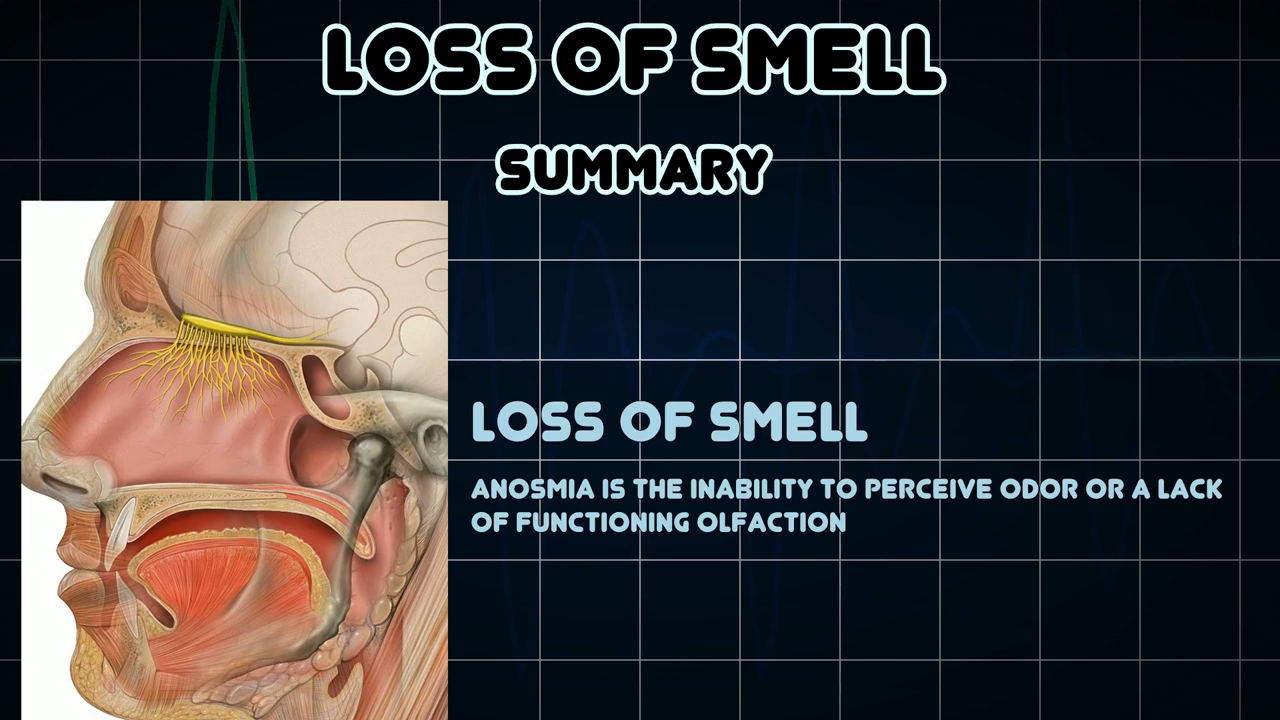 LOSS OF SMELL
SUMMARY
LOSS OF SMELL
ANOSMIA IS THE INABILITY TO PERCEIVE ODOR OR A LACK
OF FUNCTIONING OLFACTION